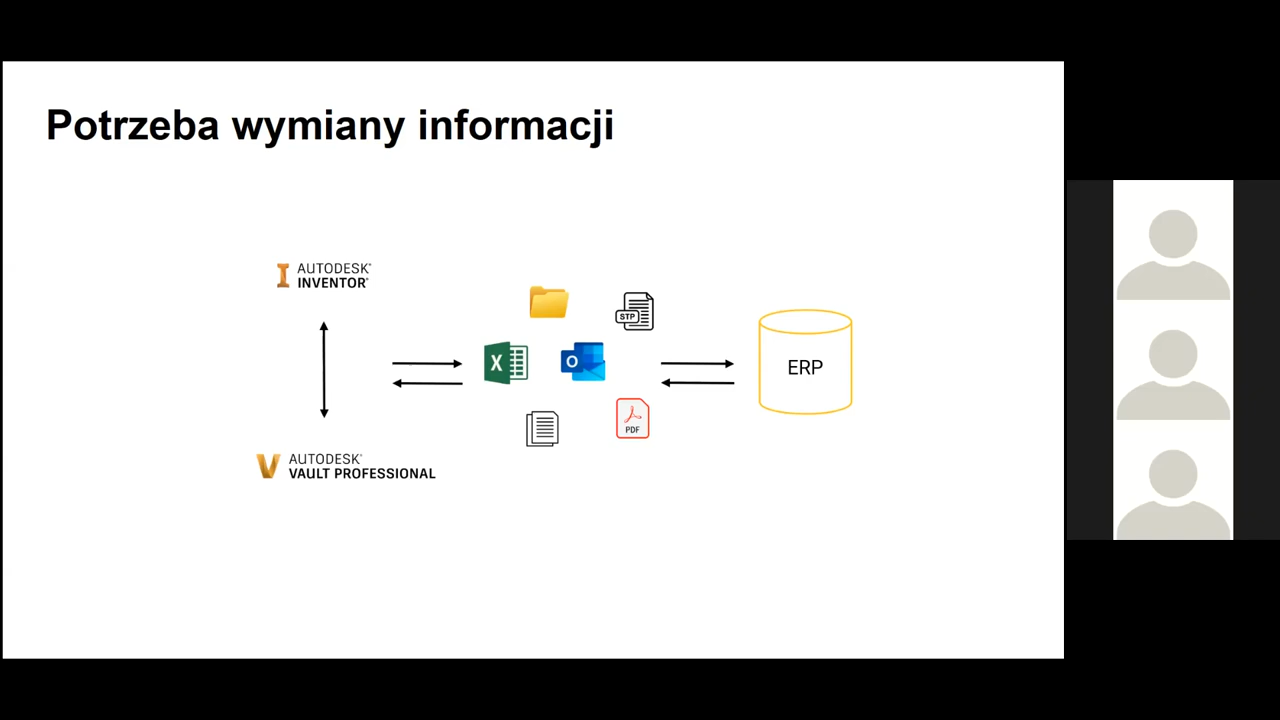 Potrzeba wymiany informacji
AUTODESK®
INVENTOR®
STP
X
O
ERP
PDF
AUTODESK®
VAULT PROFESSIONAL